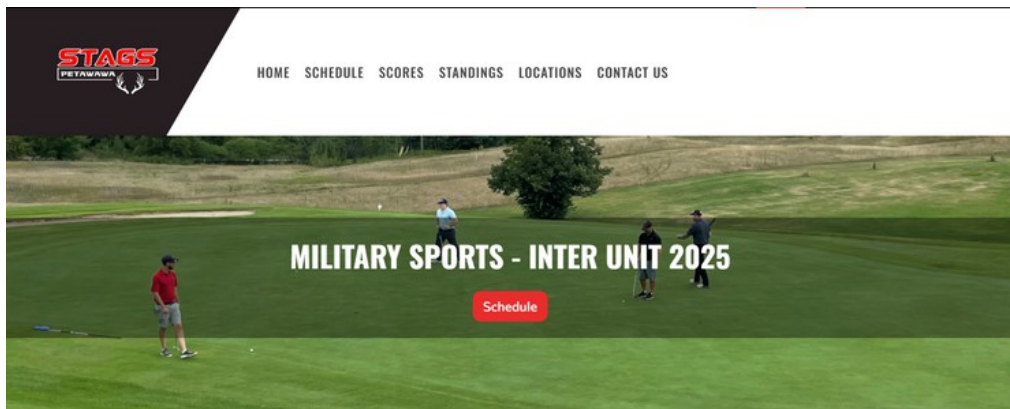 STAGS
PETAWAWA
HOME SCHEDULE SCORES STANDINGS LOCATIONS CONTACT US
MILITARY SPORTS - INTER UNIT 2025
Schedule